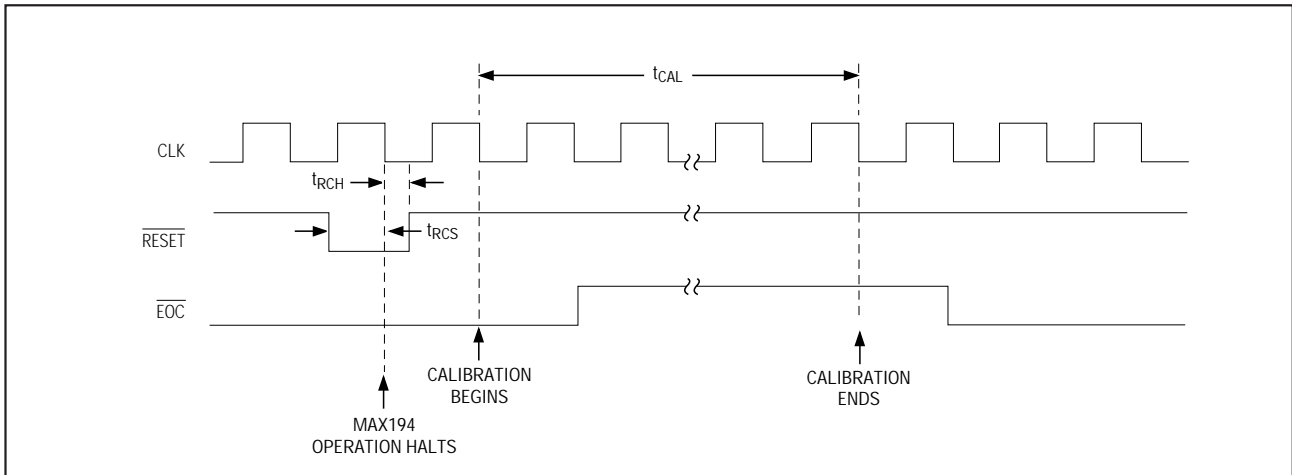 tCAL
CLK
tRCH
RESET
tRCS
EOC
CALIBRATION
BEGINS
CALIBRATION
ENDS
MAX194
OPERATION HALTS